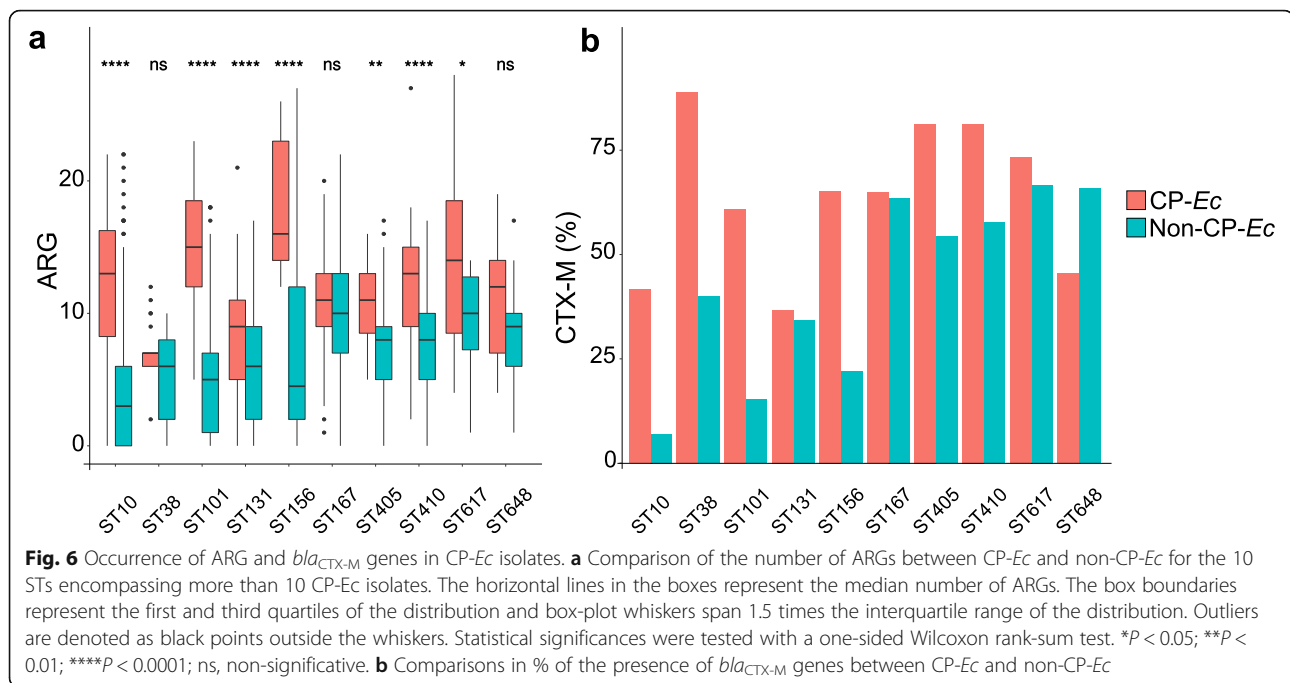 a
**** ns **** **** **** ns ** **** * ns
ARG
20
10
0
ST10 ST38 ST101 ST131 ST156 ST167 ST405 ST410 ST617 ST648
b
CTX-M (%)
75
50
25
0
ST10 ST38 ST101 ST131 ST156 ST167 ST405 ST410 ST617 ST648
CP-Ec
Non-CP-Ec
Fig. 6 Occurrence of ARG and blaCTX-M genes in CP-Ec isolates. a Comparison of the number of ARGs between CP-Ec and non-CP-Ec for the 10
STs encompassing more than 10 CP-Ec isolates. The horizontal lines in the boxes represent the median number of ARGs. The box boundaries
represent the first and third quartiles of the distribution and box-plot whiskers span 1.5 times the interquartile range of the distribution. Outliers
are denoted as black points outside the whiskers. Statistical significances were tested with a one-sided Wilcoxon rank-sum test. *P < 0.05; **P <
0.01; ****P < 0.0001; ns, non-significative. b Comparisons in % of the presence of blaCTX-M genes between CP-Ec and non-CP-Ec